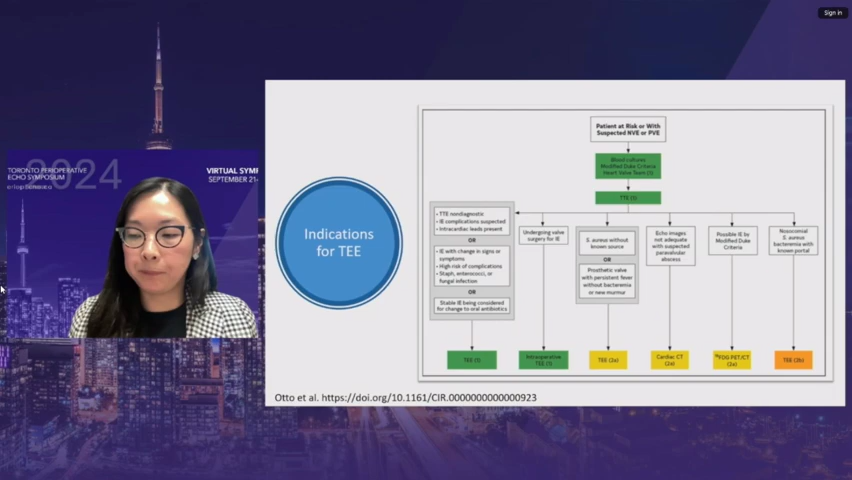 Sign in
2024
TORONTO PERIOPERATIVE
ECHO SYMPOSIUM
VIRTUAL SYMP
SEPTEMBER 21
Indications
for TEE
Patient at Risk or With
Suspected NVE or PVE
Blood cultures
Modified Duke Criteria
Heart Valve Team (1)
TTE (1)
• TTE nondiagnostic
• IE complications suspected
• Intracardiac leads present
OR
• IE with change in signs or
symptoms
• High risk of complications
• Staph, enterococci, or
fungal infection
OR
Stable IE being considered
for change to oral antibiotics
TEE (1)
Undergoing valve
surgery for IE
Intraoperative
TEE (1)
S. aureus without
known source
OR
Prosthetic valve
with persistent fever
without bacteremia
or new murmur
TEE (2a)
Echo images
not adequate
with suspected
paravalvular
abscess
Cardiac CT
(2a)
Possible IE by
Modified Duke
Criteria
¹⁸FDG PET/CT
(2a)
Nosocomial
S. aureus
bacteremia with
known portal
TEE (2b)
Otto et al. https://doi.org/10.1161/CIR.0000000000000923